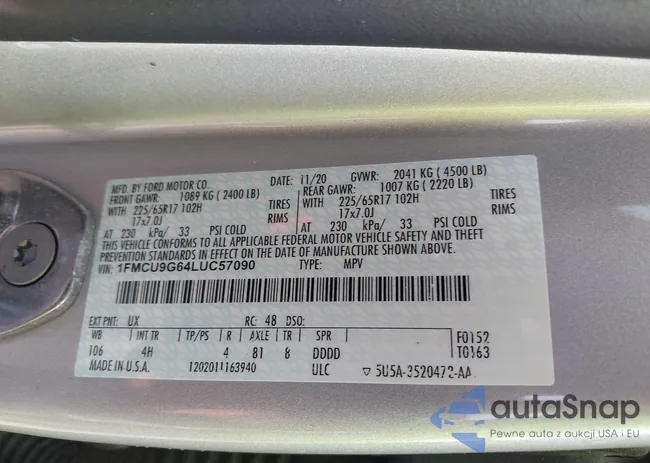 MFD. BY FORD MOTOR CO. DATE: 11/20 GVWR: 2041 KG (4500 LB)
FRONT GAWR: 1089 KG (2400 LB) REAR GAWR: 1007 KG (2220 LB)
WITH 225/65R17 102H TIRES WITH 225/65R17 102H TIRES
17x7.0J RIMS 17x7.0J RIMS
AT 230 kPa/ 33 PSI COLD AT 230 kPa/ 33 PSI COLD
THIS VEHICLE CONFORMS TO ALL APPLICABLE FEDERAL MOTOR VEHICLE SAFETY AND THEFT
PREVENTION STANDARDS IN EFFECT ON THE DATE OF MANUFACTURE SHOWN ABOVE.
VIN: 1FMCU9G64LUC57090 TYPE: MPV
EXT PNT: UX RC: 48 DSO:
WB INT TR TP/PS R AXLE TR SPR F0152
106 4H 4 81 8 DDDD T0163
MADE IN U.S.A. 1202011163940 ULC ▽ 5U5A-3520472-AA
autaSnap
Pewne auta z aukcji USA i EU